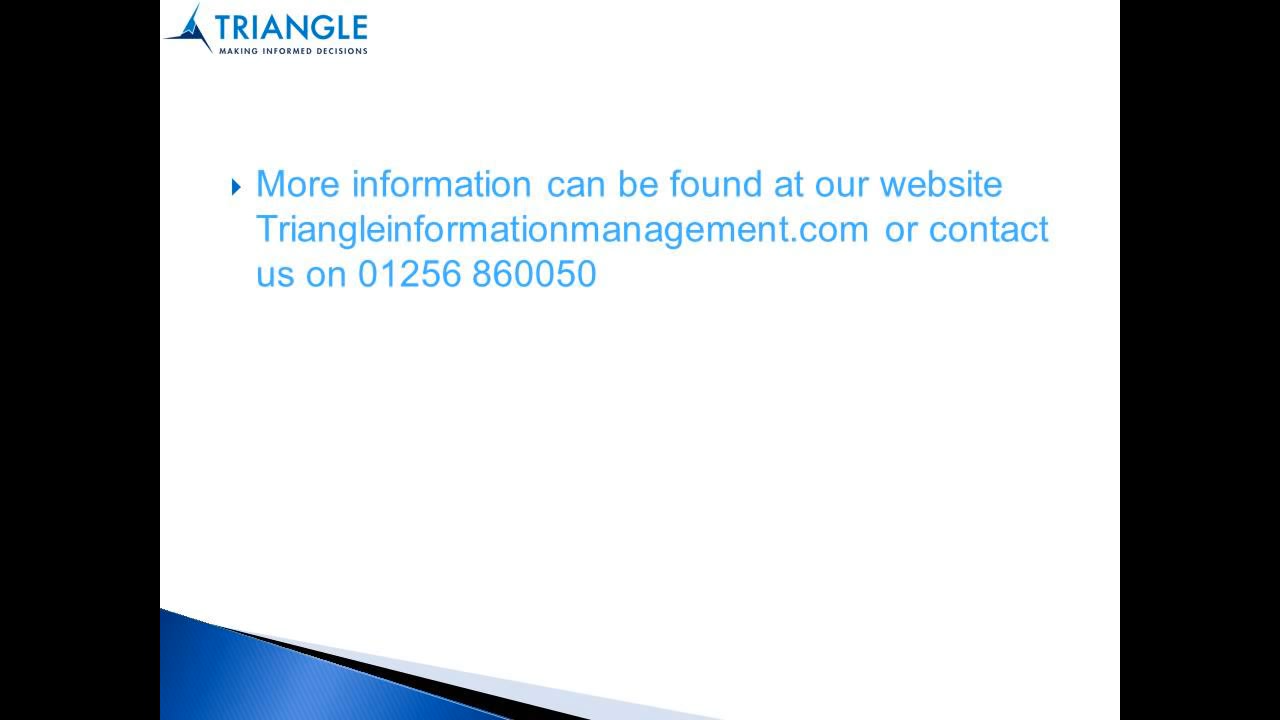 TRIANGLE
MAKING INFORMED DECISIONS
More information can be found at our website
Triangleinformationmanagement.com or contact
us on 01256 860050